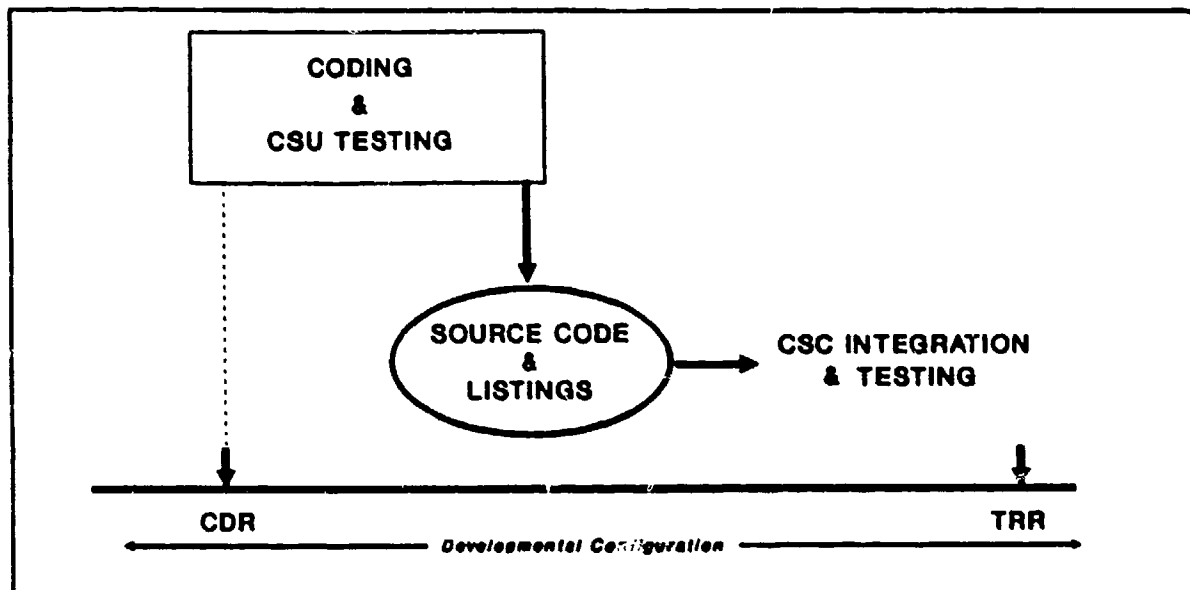 CODING
&
CSU TESTING
SOURCE CODE
&
LISTINGS
CSC INTEGRATION
& TESTING
CDR
TRR
Developmental Configuration